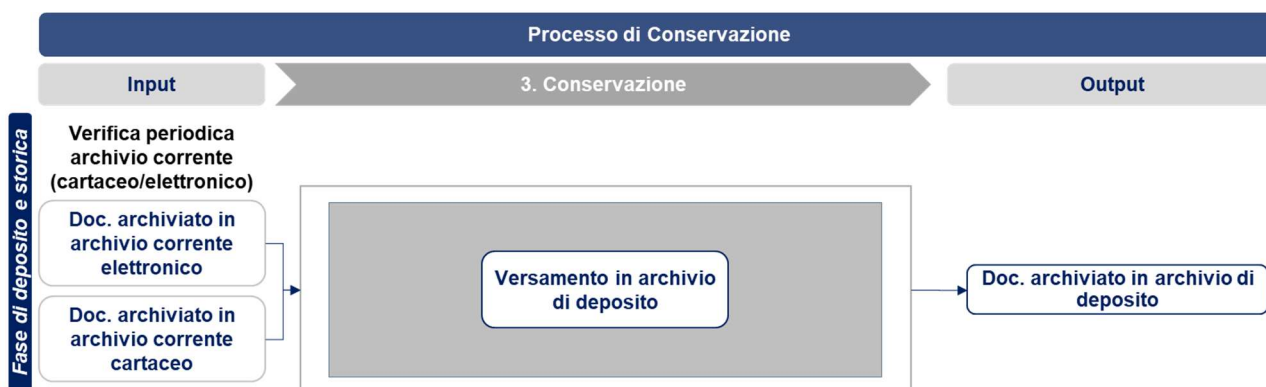 Processo di Conservazione
Input
3. Conservazione
Output
Fase di deposito e storica
Verifica periodica
archivio corrente
(cartaceo/elettronico)
Doc. archiviato in
archivio corrente
elettronico
Doc. archiviato in
archivio corrente
cartaceo
Versamento in archivio
di deposito
Doc. archiviato in archivio di
deposito